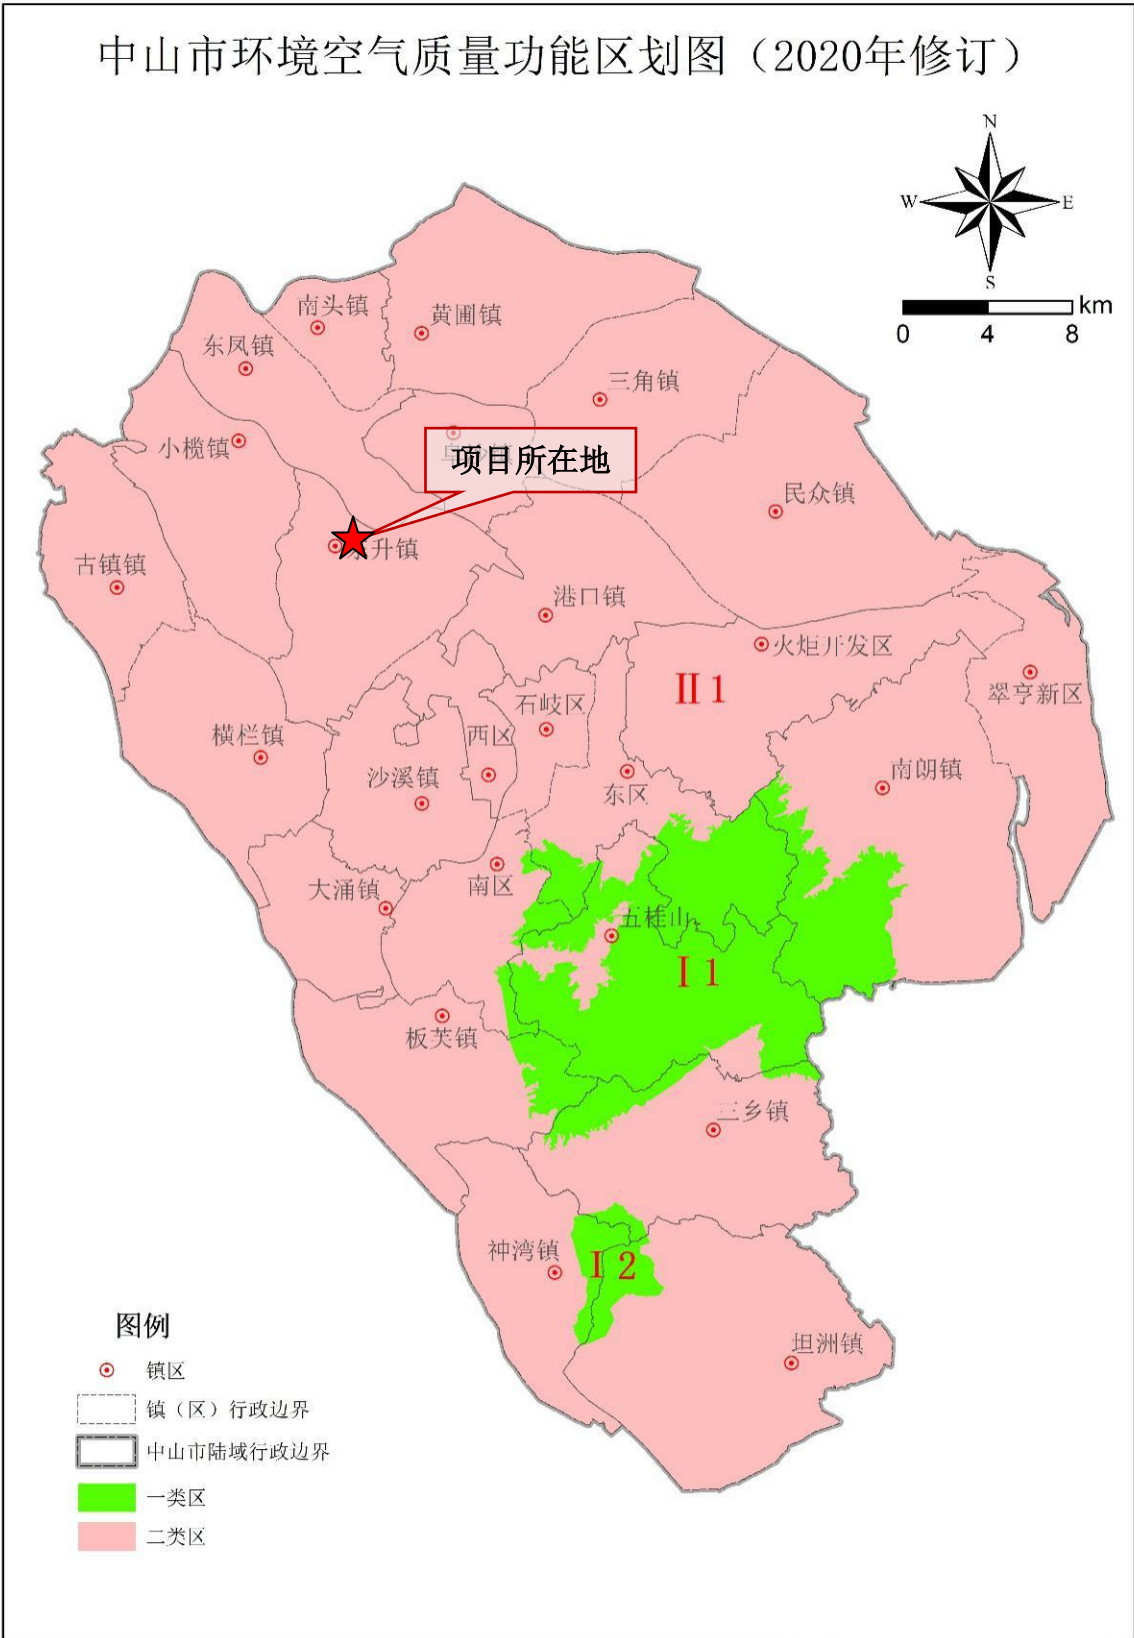 中山市环境空气质量功能区划图（2020年修订）
N
W
E
S
km
0
4
8
南头镇
黄圃镇
东凤镇
三角镇
小榄镇
项目所在地
民众镇
升镇
古镇镇
港口镇
火炬开发区
翠亨新区
Ⅱ1
石岐区
西区
横栏镇
沙溪镇
东区
南朗镇
南区
大涌镇
五桂山
Ⅰ1
板芙镇
三乡镇
神湾镇
Ⅰ2
坦洲镇
图例
镇区
镇（区）行政边界
中山市陆域行政边界
一类区
二类区